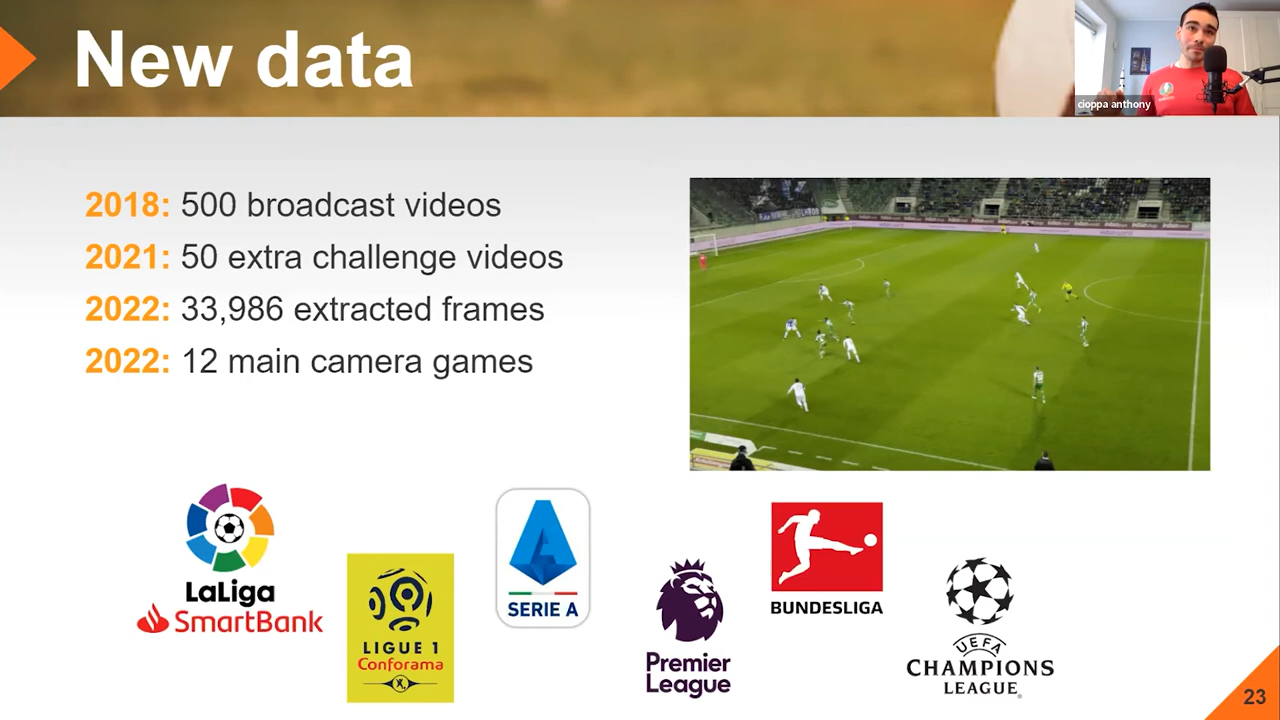 New data
cioppa anthony
2018: 500 broadcast videos
2021: 50 extra challenge videos
2022: 33,986 extracted frames
2022: 12 main camera games
LaLiga
SmartBank
LIGUE 1
Conforama
SERIE A
Premier
League
BUNDESLIGA
UEFA
CHAMPIONS
LEAGUE
23